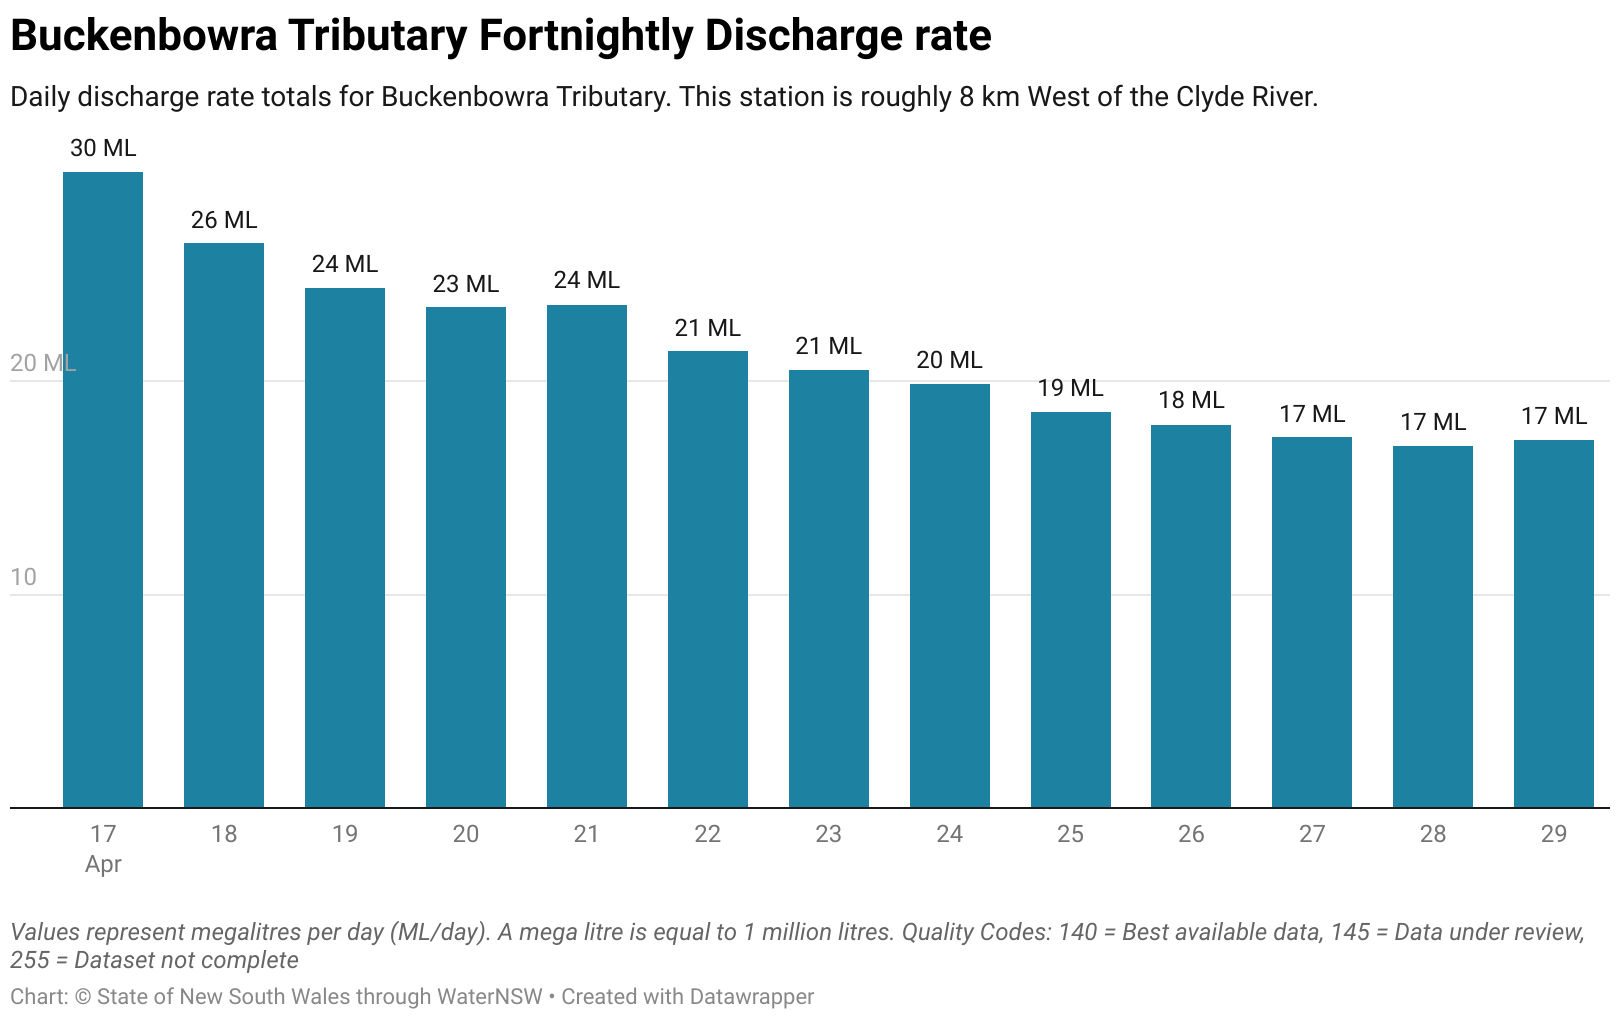 Buckenbowra Tributary Fortnightly Discharge rate
Daily discharge rate totals for Buckenbowra Tributary. This station is roughly 8 km West of the Clyde River.
30 ML
26 ML
24 ML
23 ML
24 ML
21 ML
21 ML
20 ML
19 ML
18 ML
17 ML
17 ML
17 ML
20 ML
10
17 18 19 20 21 22 23 24 25 26 27 28 29
Apr
Values represent megalitres per day (ML/day). A mega litre is equal to 1 million litres. Quality Codes: 140 = Best available data, 145 = Data under review,
255 = Dataset not complete
Chart: © State of New South Wales through WaterNSW • Created with Datawrapper